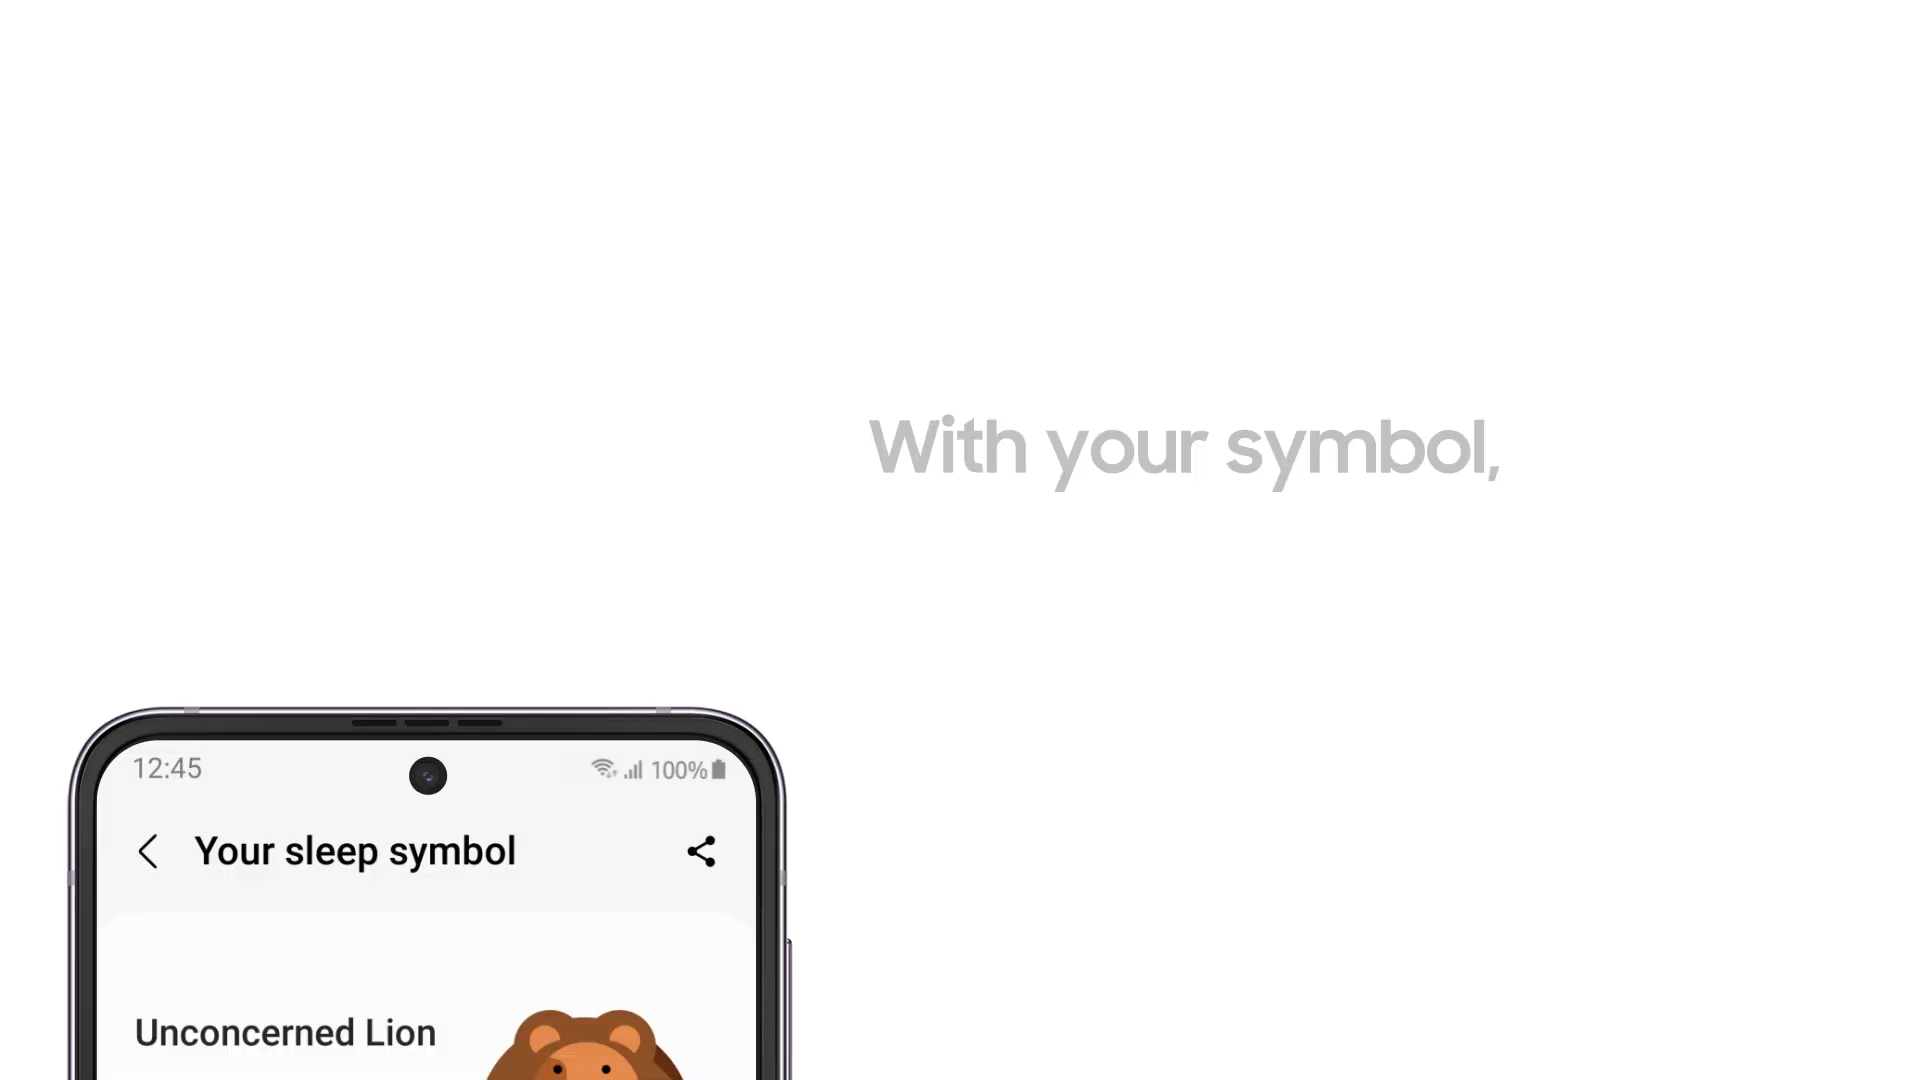 With your symbol,
12:45
100%
Your sleep symbol
Unconcerned Lion